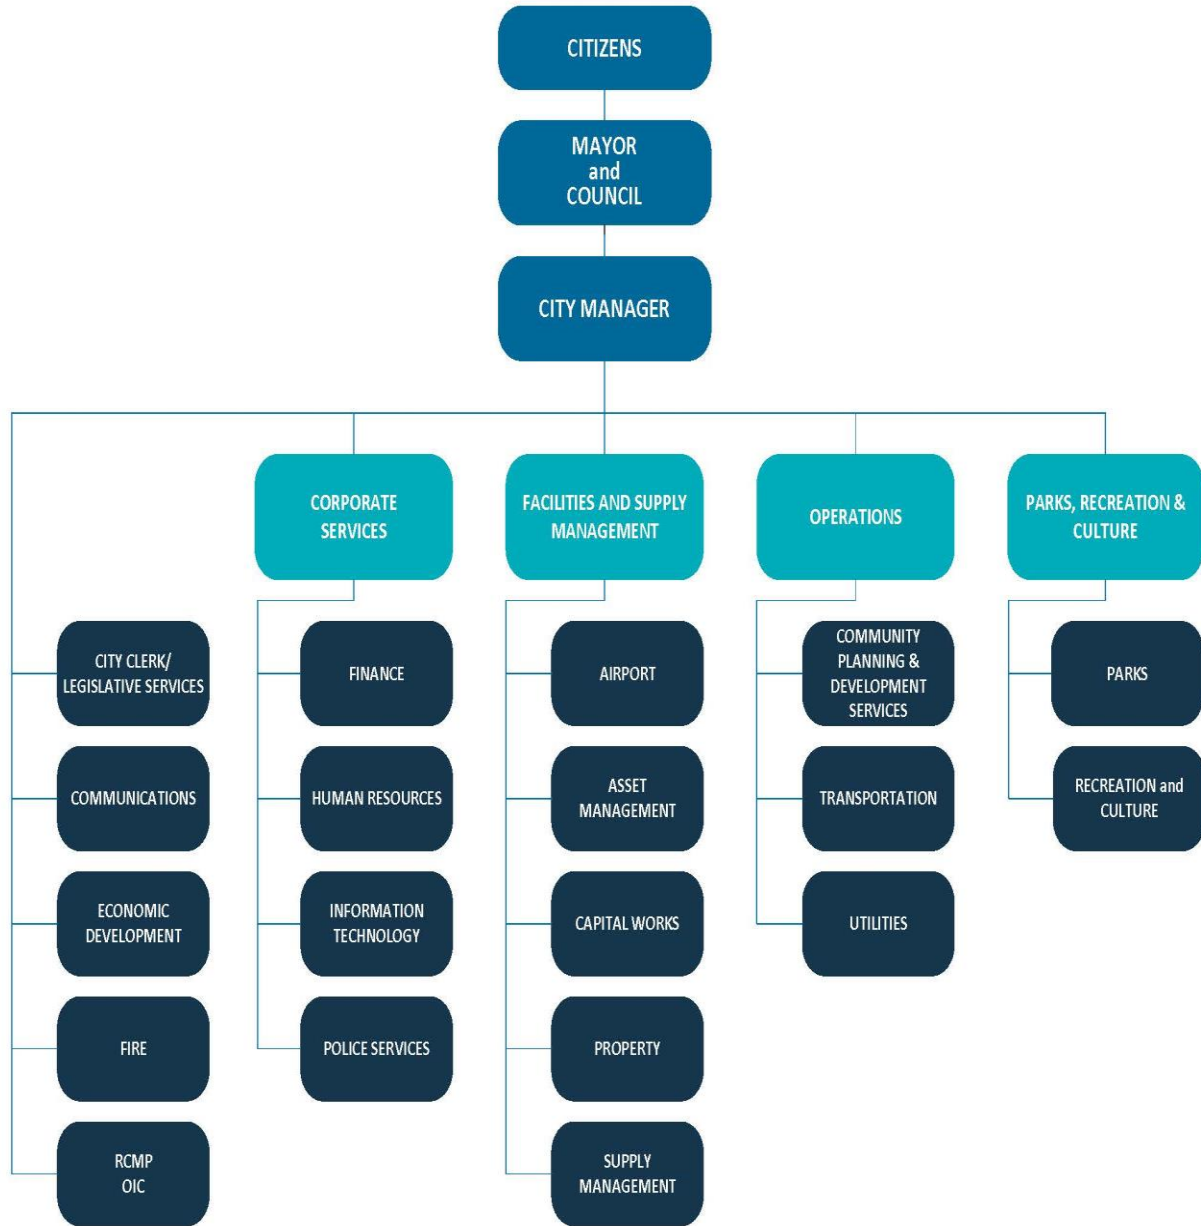 CITIZENS
MAYOR
and
COUNCIL
CITY MANAGER
CORPORATE
SERVICES
FACILITIES AND SUPPLY
MANAGEMENT
OPERATIONS
PARKS, RECREATION &
CULTURE
CITY CLERK/
LEGISLATIVE SERVICES
COMMUNICATIONS
ECONOMIC
DEVELOPMENT
FIRE
RCMP
OIC
FINANCE
HUMAN RESOURCES
INFORMATION
TECHNOLOGY
POLICE SERVICES
AIRPORT
ASSET
MANAGEMENT
CAPITAL WORKS
PROPERTY
SUPPLY
MANAGEMENT
COMMUNITY
PLANNING &
DEVELOPMENT
SERVICES
TRANSPORTATION
UTILITIES
PARKS
RECREATION and
CULTURE